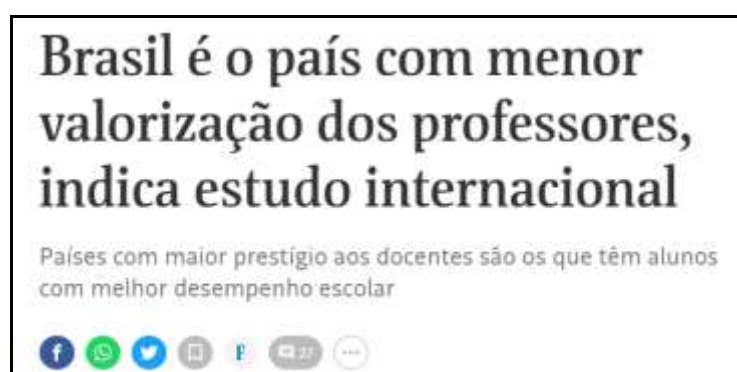 Brasil é o país com menor
valorização dos professores,
indica estudo internacional
Países com maior prestígio aos docentes são os que têm alunos
com melhor desempenho escolar